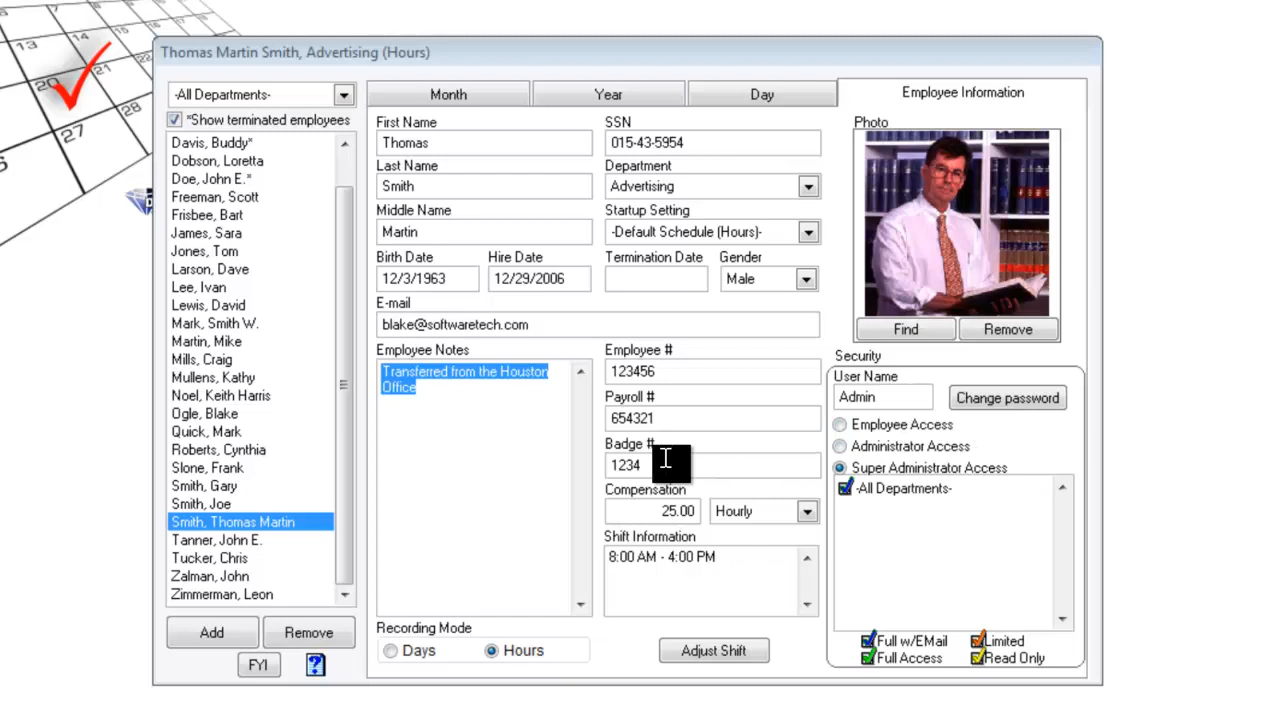 13
14
15
20
21
27
28
Thomas Martin Smith, Advertising (Hours)
-All Departments-
*Show terminated employees
Davis, Buddy*
Dobson, Loretta
Doe, John E.*
Freeman, Scott
Frisbee, Bart
James, Sara
Jones, Tom
Larson, Dave
Lee, Ivan
Lewis, David
Mark, Smith W.
Martin, Mike
Mills, Craig
Mullens, Kathy
Noel, Keith Harris
Ogle, Blake
Quick, Mark
Roberts, Cynthia
Slone, Frank
Smith, Gary
Smith, Joe
Smith, Thomas Martin
Tanner, John E.
Tucker, Chris
Zalman, John
Zimmerman, Leon
Add Remove
FYI
Month Year Day Employee Information
First Name
Thomas
Last Name
Smith
Middle Name
Martin
Birth Date Hire Date
12/3/1963 12/29/2006
SSN
015-43-5954
Department
Advertising
Startup Setting
-Default Schedule (Hours)-
Termination Date Gender
Male
E-mail
blake@softwaretech.com
Employee Notes
Transferred from the Houston
Office
Employee #
123456
Payroll #
654321
Badge #
1234
Compensation
25.00 Hourly
Shift Information
8:00 AM - 4:00 PM
Recording Mode
Days Hours
Adjust Shift
Photo
Find Remove
Security
User Name
Admin Change password
Employee Access
Administrator Access
Super Administrator Access
-All Departments-
Full w/EMail Limited
Full Access Read Only